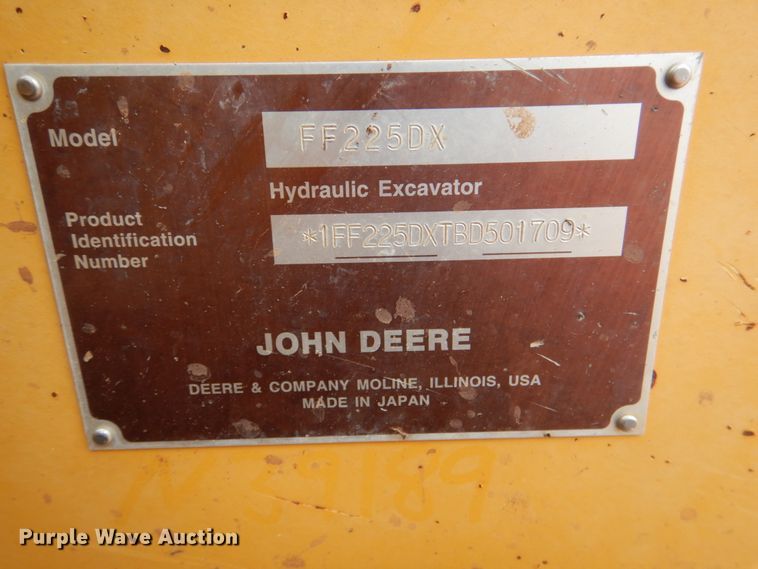 Model FF225DX
Hydraulic Excavator
Product
Identification
Number
*1FF225DXTBD501709*
JOHN DEERE
DEERE & COMPANY MOLINE, ILLINOIS, USA
MADE IN JAPAN
Purple Wave Auction